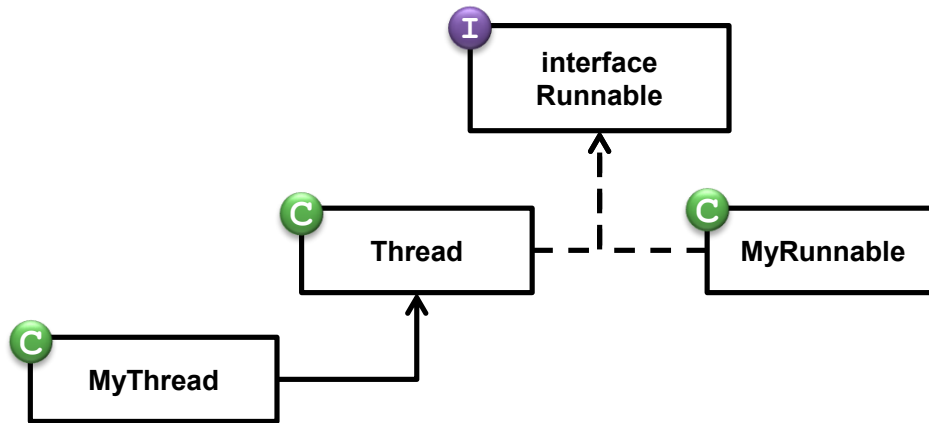 I
interface
Runnable
C
Thread
C
MyRunnable
C
MyThread